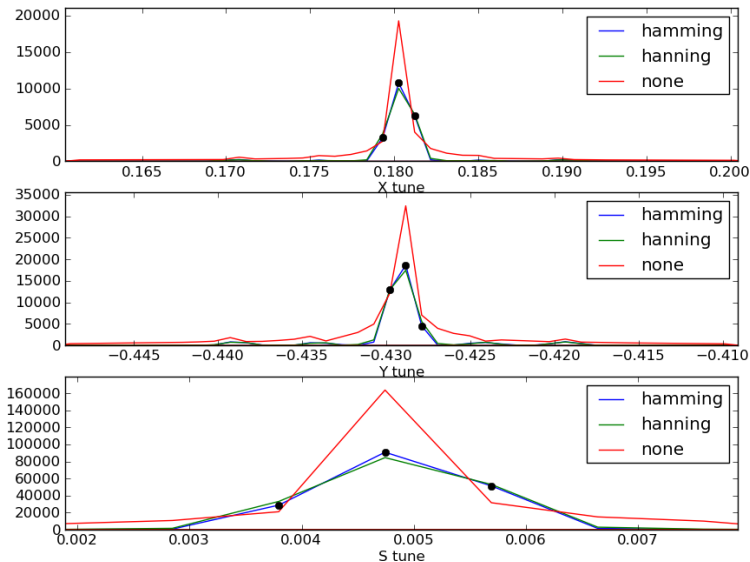 20000
15000
10000
5000
0
hamming
hanning
none
0.165 0.170 0.175 0.180 0.185 0.190 0.195 0.200
X tune
35000
30000
25000
20000
15000
10000
5000
0
hamming
hanning
none
−0.445 −0.440 −0.435 −0.430 −0.425 −0.420 −0.415 −0.410
Y tune
160000
140000
120000
100000
80000
60000
40000
20000
0
hamming
hanning
none
0.002 0.003 0.004 0.005 0.006 0.007
S tune